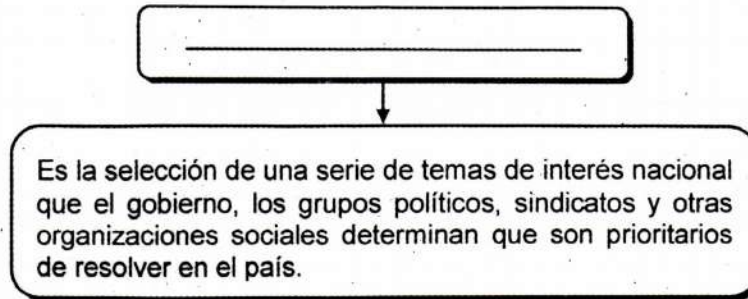 Es la selección de una serie de temas de interés nacional
que el gobierno, los grupos políticos, sindicatos y otras
organizaciones sociales determinan que son prioritarios
de resolver en el país.